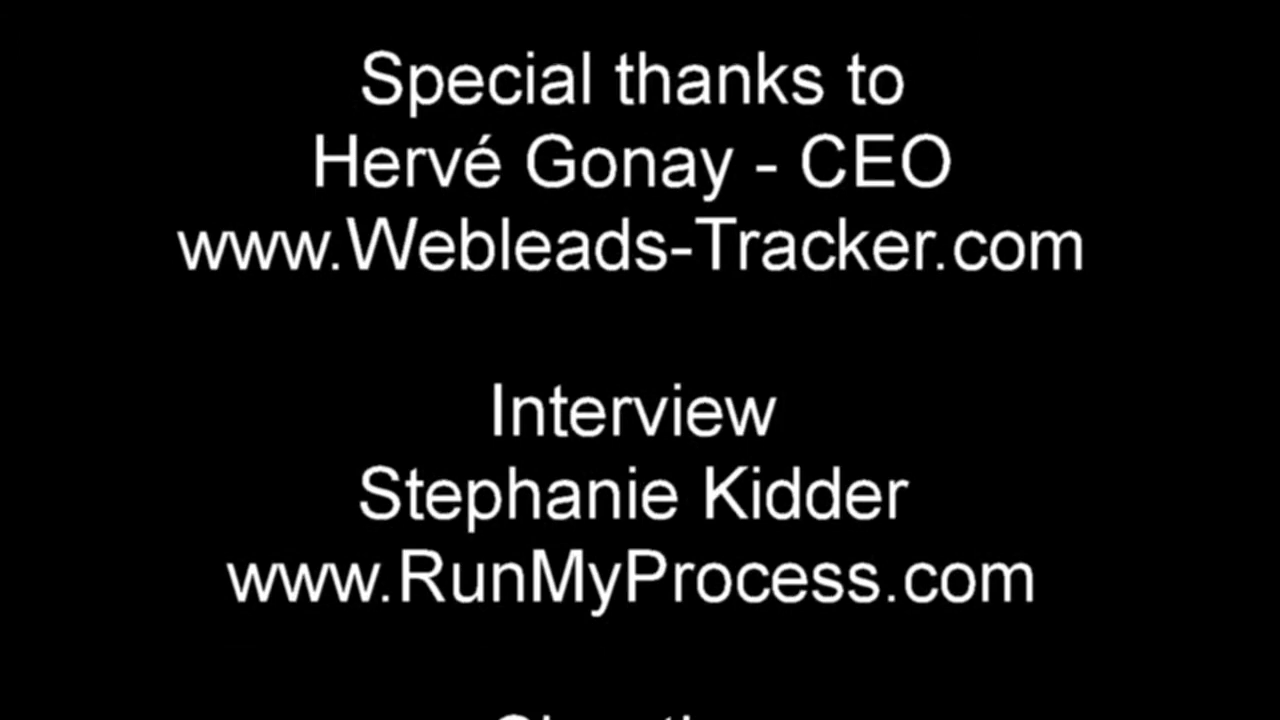 Special thanks to
Hervé Gonay - CEO
www.Webleads-Tracker.com
Interview
Stephanie Kidder
www.RunMyProcess.com